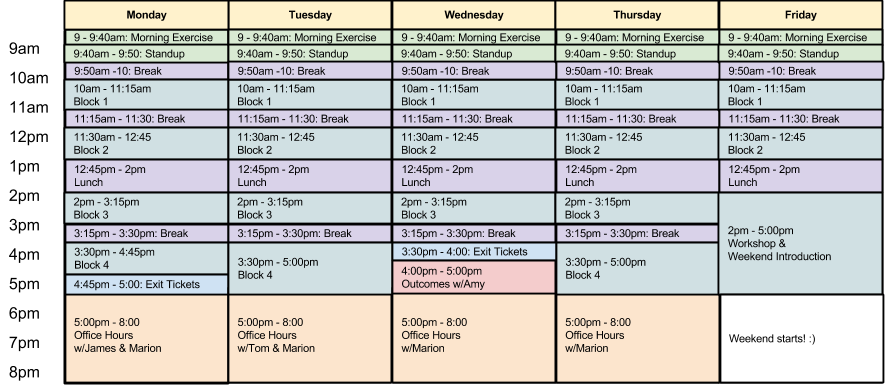 Monday Tuesday Wednesday Thursday Friday
9 - 9:40am: Morning Exercise 9 - 9:40am: Morning Exercise 9 - 9:40am: Morning Exercise 9 - 9:40am: Morning Exercise 9 - 9:40am: Morning Exercise
9am 9:40am - 9:50: Standup 9:40am - 9:50: Standup 9:40am - 9:50: Standup 9:40am - 9:50: Standup 9:40am - 9:50: Standup
10am 9:50am -10: Break 9:50am -10: Break 9:50am -10: Break 9:50am -10: Break 9:50am -10: Break
10am - 11:15am 10am - 11:15am 10am - 11:15am 10am - 11:15am 10am - 11:15am
11am Block 1 Block 1 Block 1 Block 1 Block 1
11:15am - 11:30: Break 11:15am - 11:30: Break 11:15am - 11:30: Break 11:15am - 11:30: Break 11:15am - 11:30: Break
12pm 11:30am - 12:45 11:30am - 12:45 11:30am - 12:45 11:30am - 12:45 11:30am - 12:45
Block 2 Block 2 Block 2 Block 2 Block 2
1pm 12:45pm - 2pm 12:45pm - 2pm 12:45pm - 2pm 12:45pm - 2pm 12:45pm - 2pm
Lunch Lunch Lunch Lunch Lunch
2pm 2pm - 3:15pm 2pm - 3:15pm 2pm - 3:15pm 2pm - 3:15pm
Block 3 Block 3 Block 3 Block 3
3pm 3:15pm - 3:30pm: Break 3:15pm - 3:30pm: Break 3:15pm - 3:30pm: Break 3:15pm - 3:30pm: Break 2pm - 5:00pm
Workshop &
Weekend Introduction
4pm 3:30pm - 4:45pm 3:30pm - 5:00pm 3:30pm - 4:00: Exit Tickets 3:30pm - 5:00pm
Block 4 Block 4 4:00pm - 5:00pm Block 4
5pm 4:45pm - 5:00: Exit Tickets Outcomes w/Amy
6pm 5:00pm - 8:00 5:00pm - 8:00 5:00pm - 8:00 5:00pm - 8:00
7pm Office Hours Office Hours Office Hours Office Hours Weekend starts! :)
w/James & Marion w/Tom & Marion w/Marion w/Marion
8pm